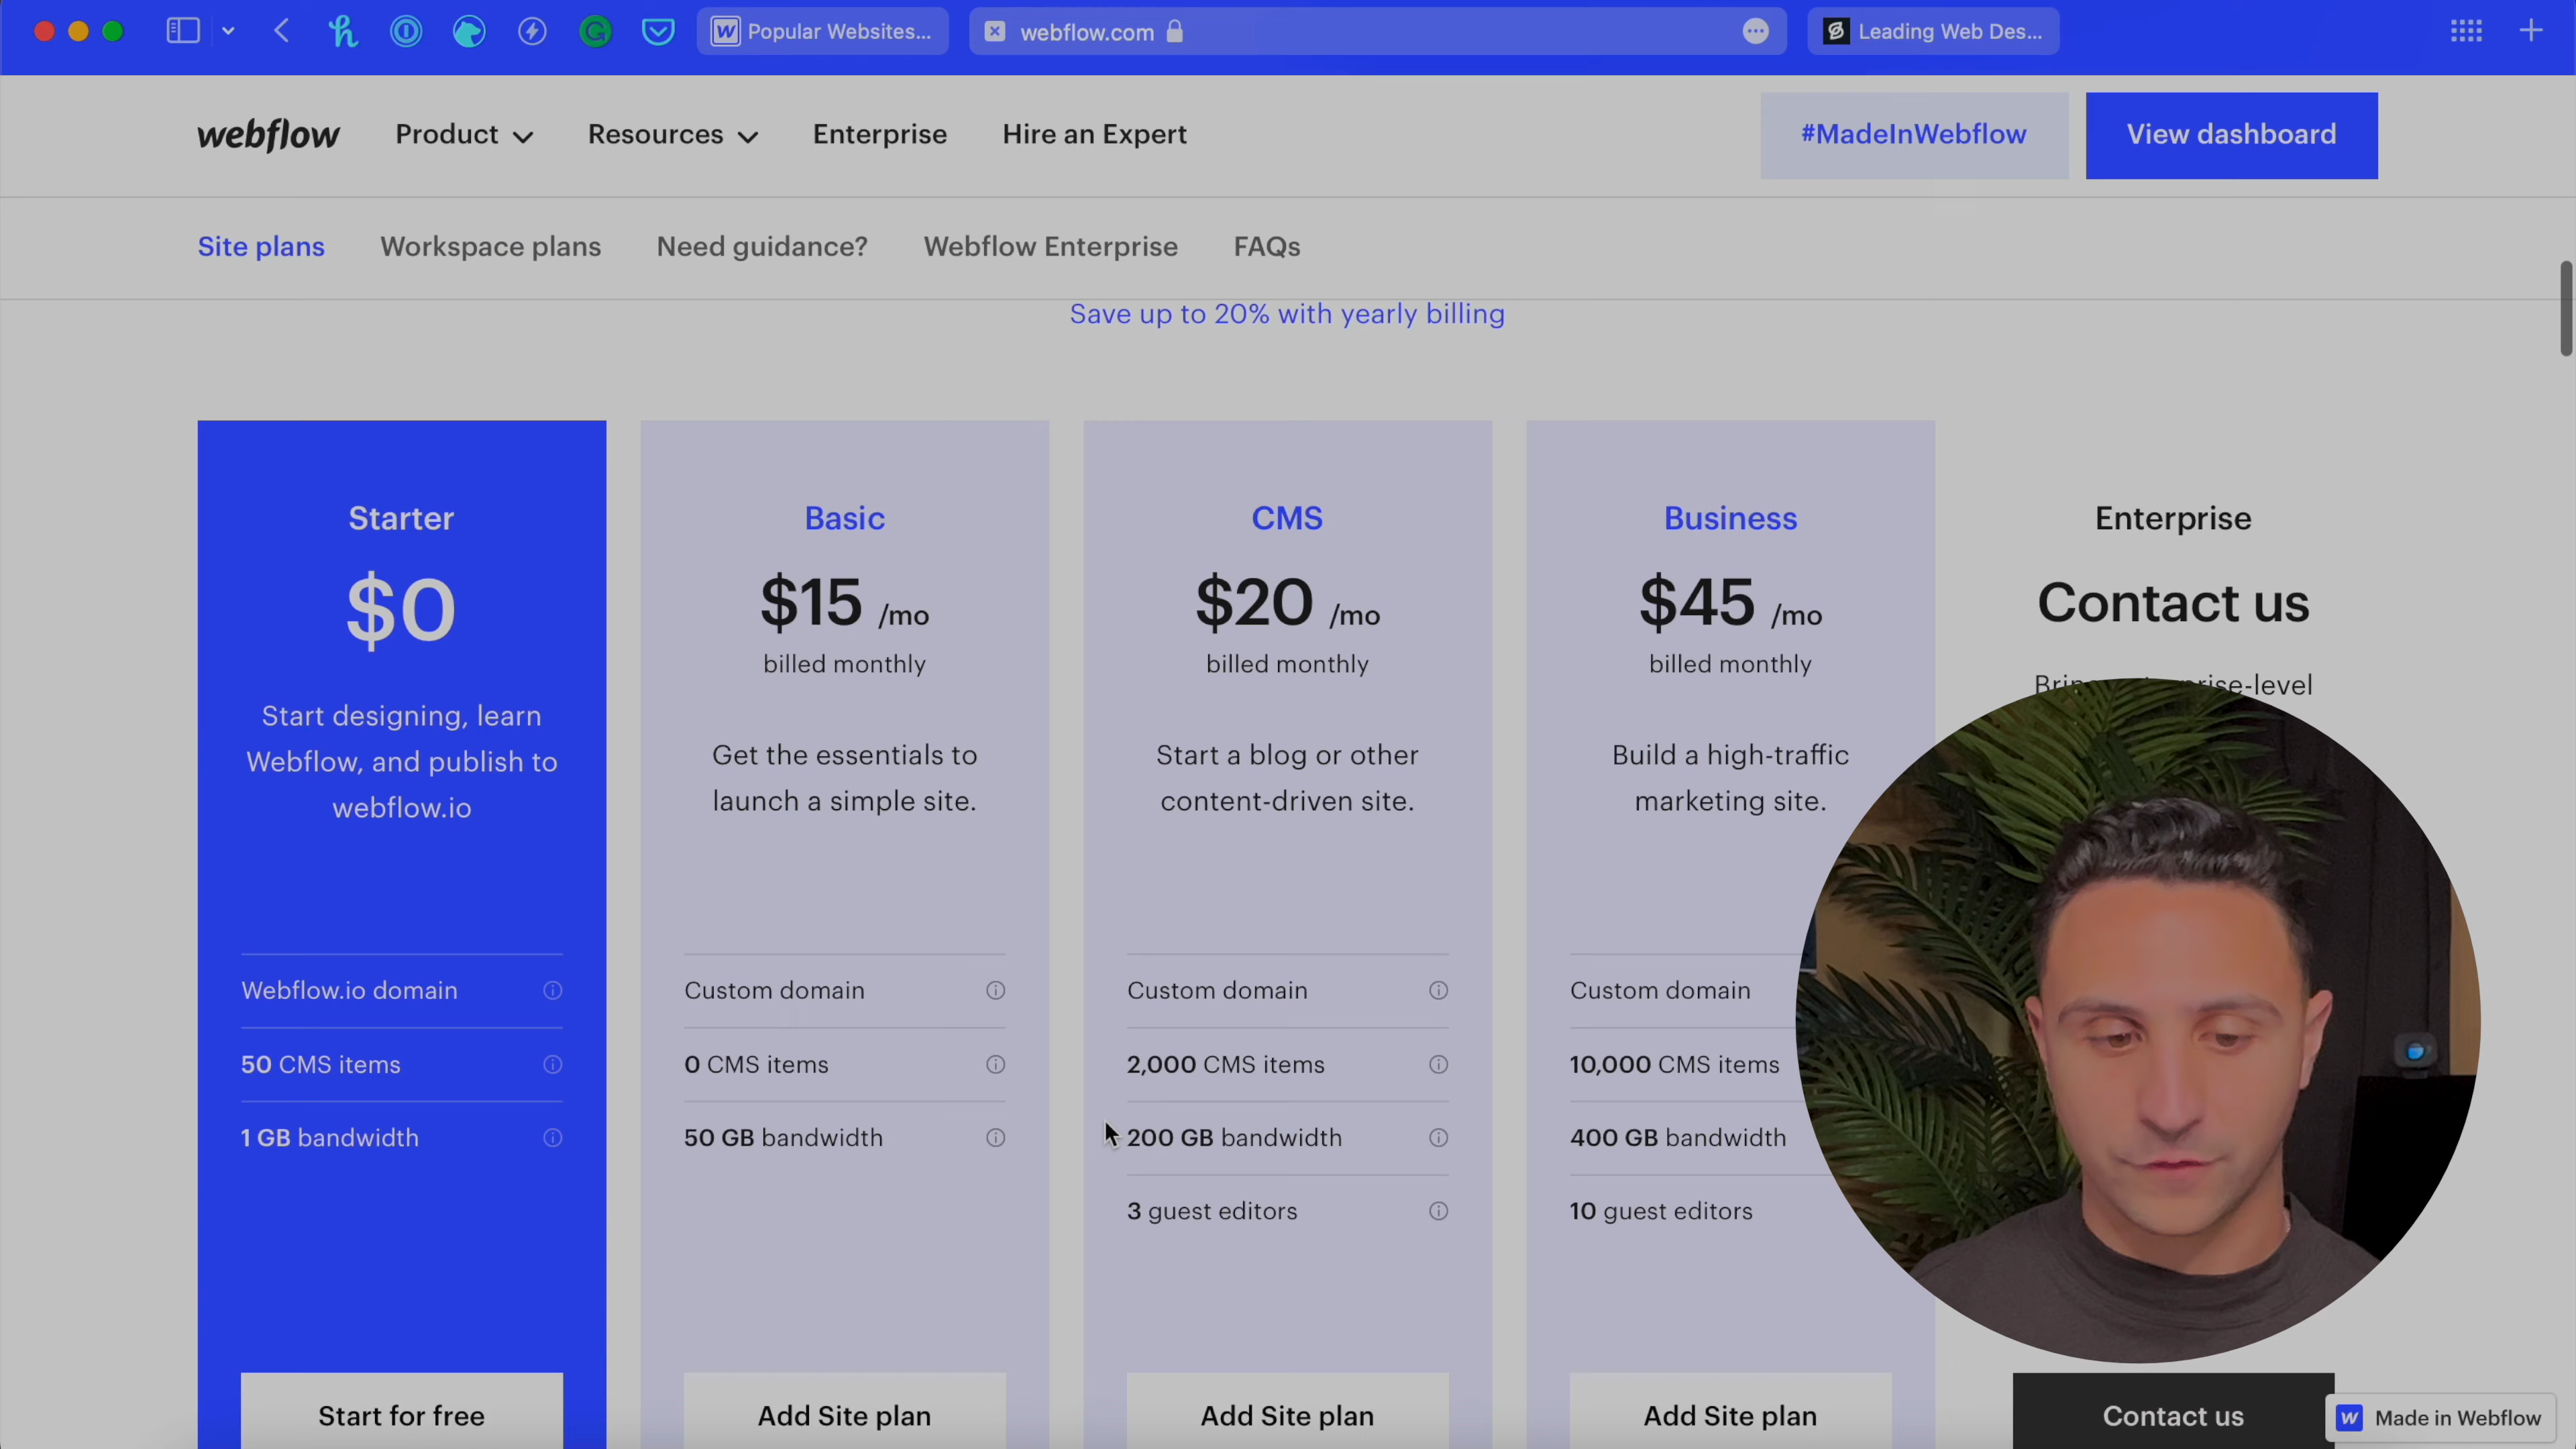 Popular Websites...
webflow.com
Leading Web Des...
webflow
Product
Resources
Enterprise
Hire an Expert
#MadeInWebflow
View dashboard
Site plans
Workspace plans
Need guidance?
Webflow Enterprise
FAQs
Save up to 20% with yearly billing
Starter
$0
Start designing, learn
Webflow, and publish to
webflow.io
Webflow.io domain
50 CMS items
1 GB bandwidth
Start for free
Basic
$15 /mo
billed monthly
Get the essentials to
launch a simple site.
Custom domain
0 CMS items
50 GB bandwidth
Add Site plan
CMS
$20 /mo
billed monthly
Start a blog or other
content-driven site.
Custom domain
2,000 CMS items
200 GB bandwidth
3 guest editors
Add Site plan
Business
$45 /mo
billed monthly
Build a high-traffic
marketing site.
Custom domain
10,000 CMS items
400 GB bandwidth
10 guest editors
Add Site plan
Enterprise
Contact us
Contact us
Made in Webflow